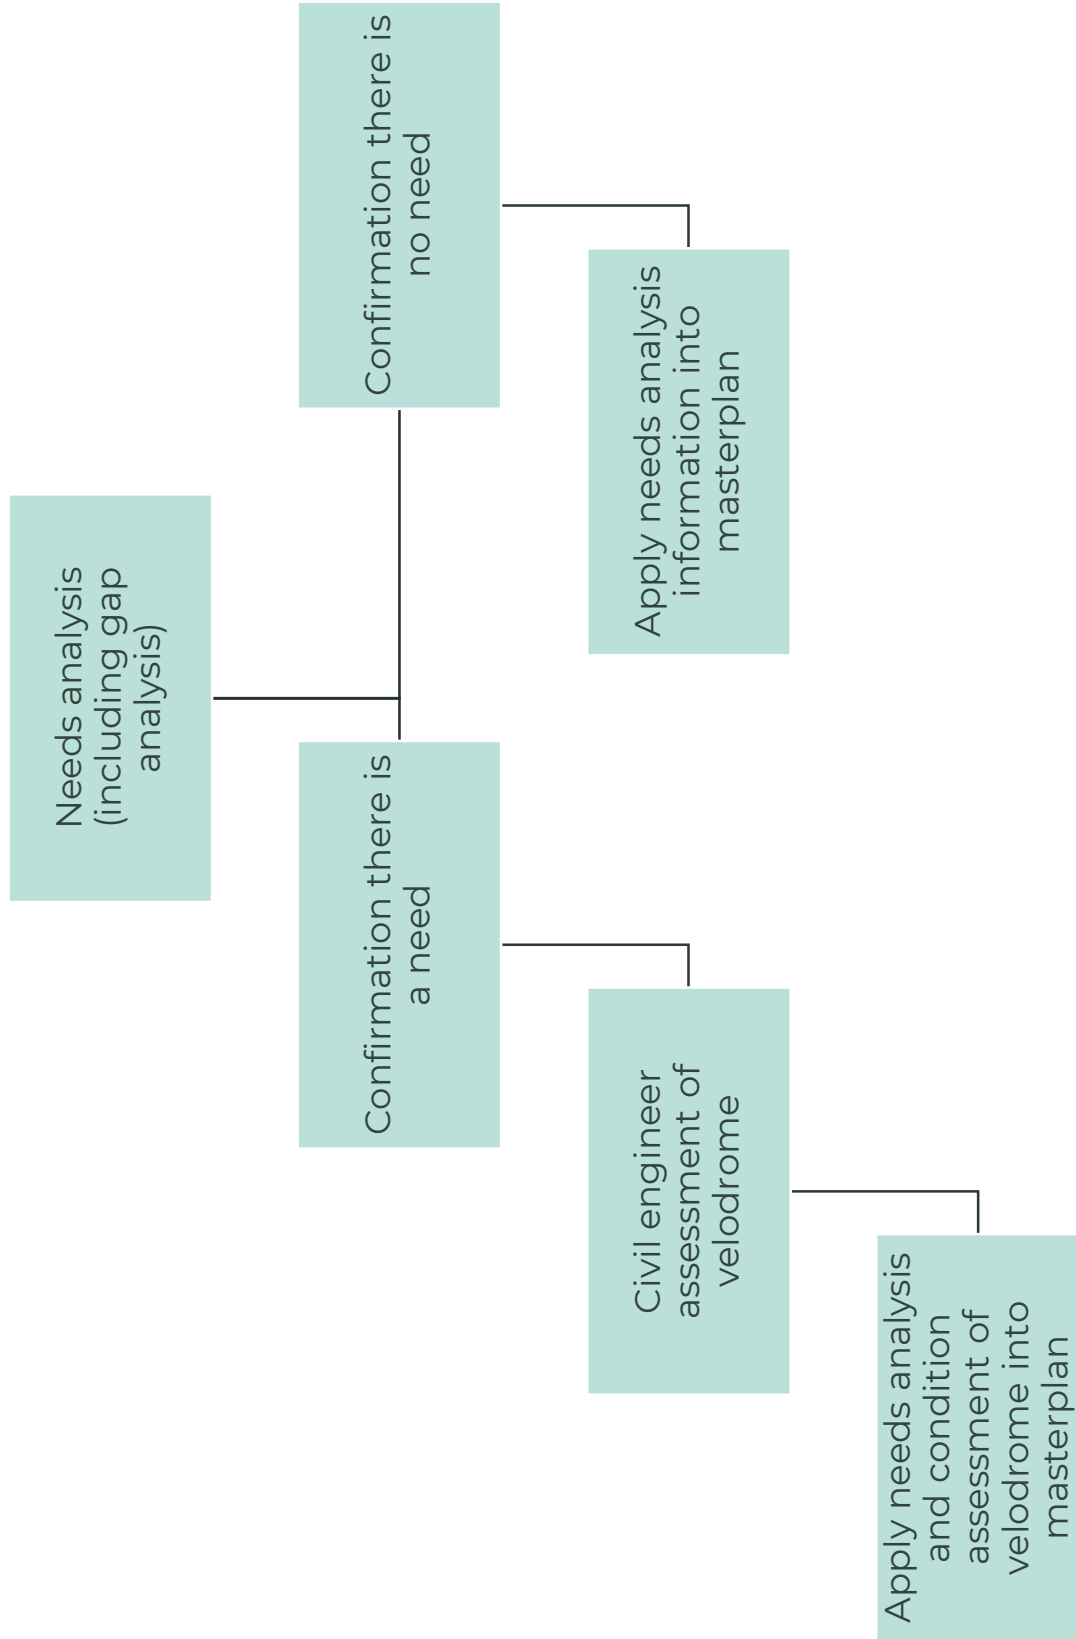 Needs analysis
(including gap
analysis)
Confirmation there is
a need
Confirmation there is
no need
Civil engineer
assessment of
velodrome
Apply needs analysis
information into
masterplan
Apply needs analysis
and condition
assessment of
velodrome into
masterplan